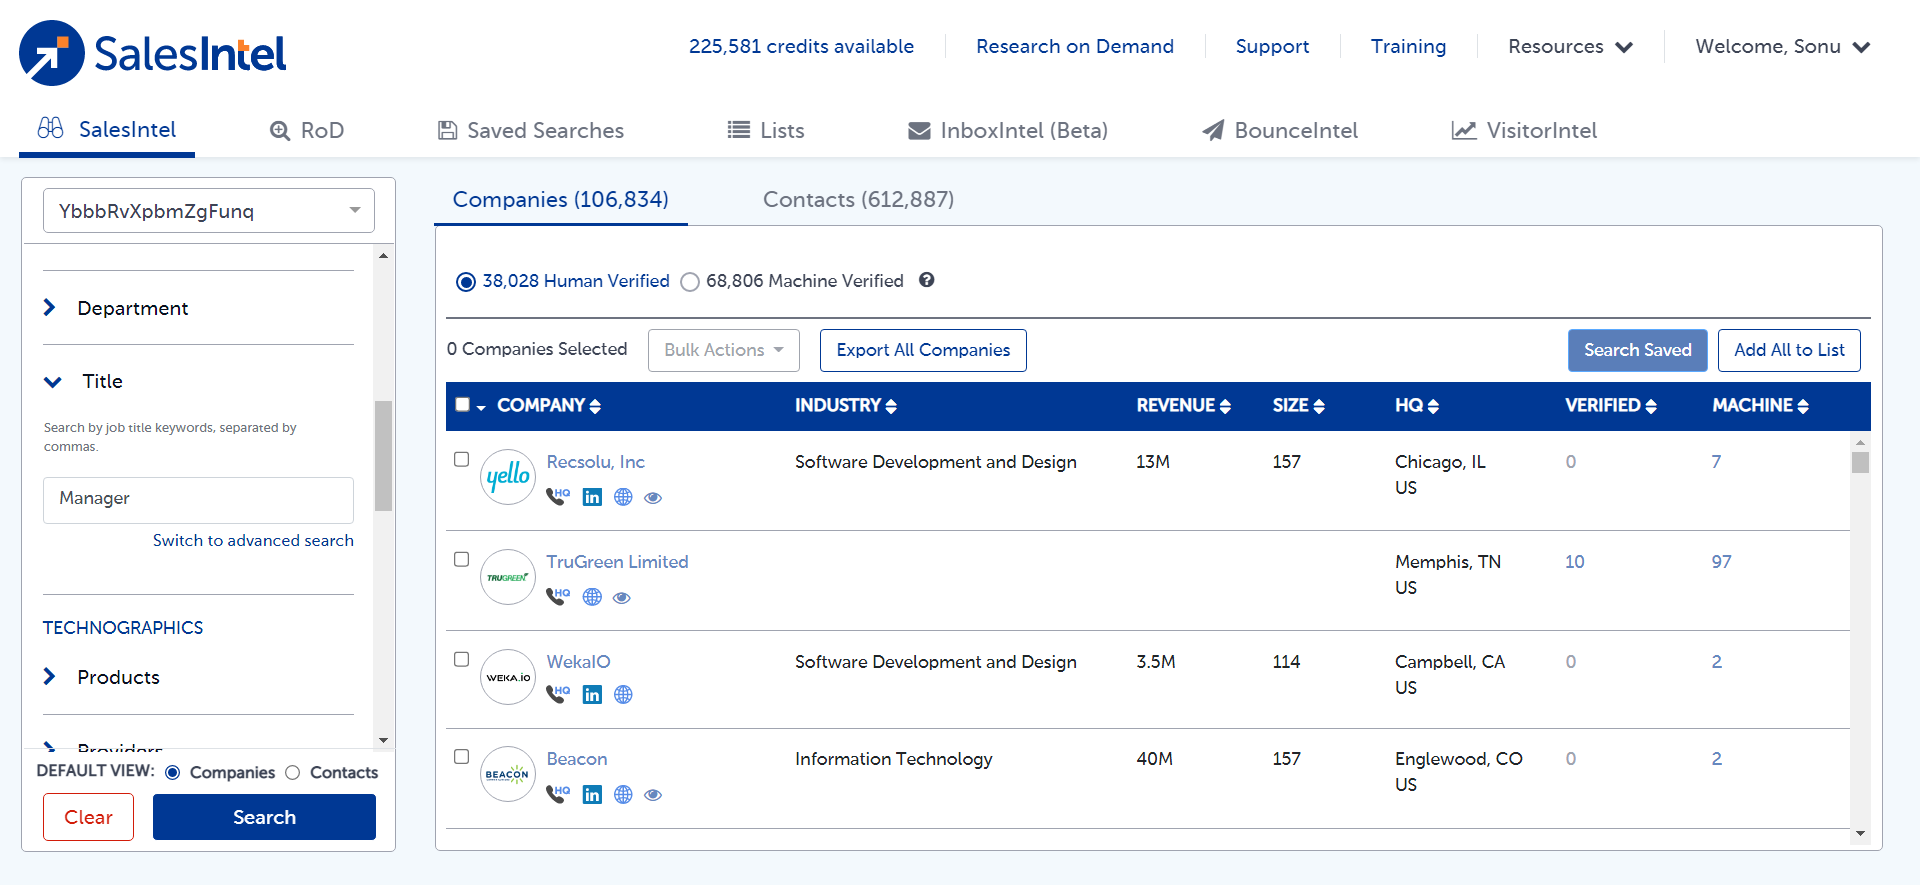 SalesIntel
225,581 credits available
Research on Demand
Support
Training
Resources
Welcome, Sonu
SalesIntel
RoD
Saved Searches
Lists
InboxIntel (Beta)
BounceIntel
VisitorIntel
YbbbRvXpbmZgFunq
Department
Title
Search by job title keywords, separated by
commas.
Manager
Switch to advanced search
TECHNOGRAPHICS
Products
Providers
DEFAULT VIEW: Companies Contacts
Clear
Search
Companies (106,834)
Contacts (612,887)
38,028 Human Verified 68,806 Machine Verified ?
0 Companies Selected
Bulk Actions
Export All Companies
Search Saved
Add All to List
COMPANY INDUSTRY REVENUE SIZE HQ VERIFIED MACHINE
yello Recsolu, Inc Software Development and Design 13M 157 Chicago, IL 0 7
US
HQ in
TRUGREEN TruGreen Limited Memphis, TN 10 97
US
HQ
WEKA.IO WekaIO Software Development and Design 3.5M 114 Campbell, CA 0 2
US
HQ in
BEACON Beacon Information Technology 40M 157 Englewood, CO 0 2
US
HQ in